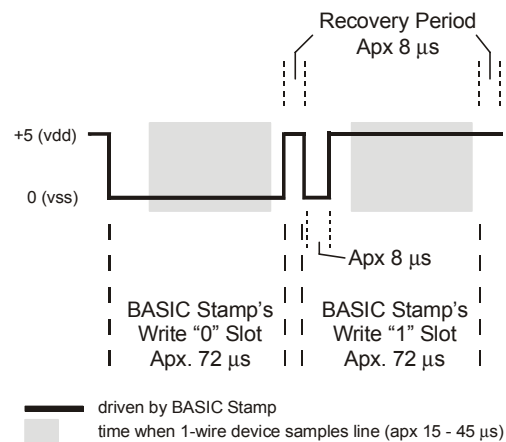 Recovery Period
Apx 8 μs
+5 (vdd)
0 (vss)
Apx 8 μs
BASIC Stamp's
Write "0" Slot
Apx. 72 μs
BASIC Stamp's
Write "1" Slot
Apx. 72 μs
driven by BASIC Stamp
time when 1-wire device samples line (apx 15 - 45 μs)